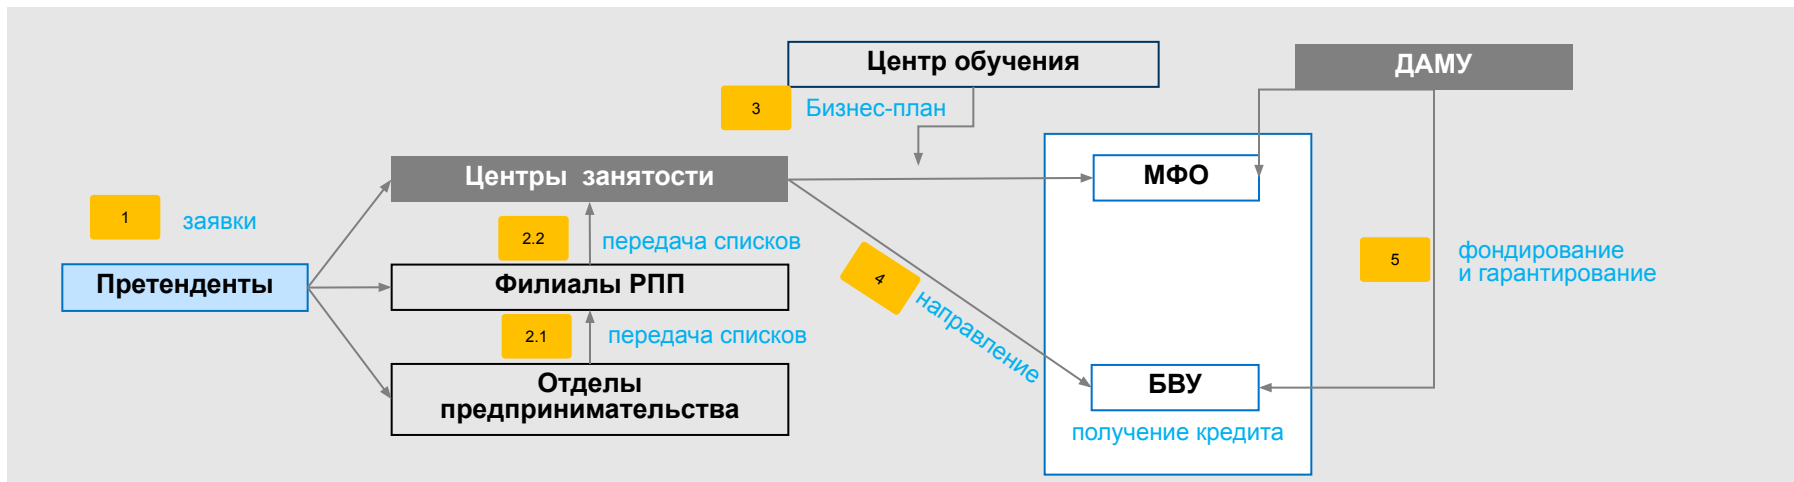 Центр обучения
ДАМУ
3
Бизнес-план
Центры занятости
МФО
1
заявки
2.2
передача списков
Претенденты
Филиалы РПП
4
направление
5
фондирование
и гарантирование
2.1
передача списков
Отделы
предпринимательства
БВУ
получение кредита